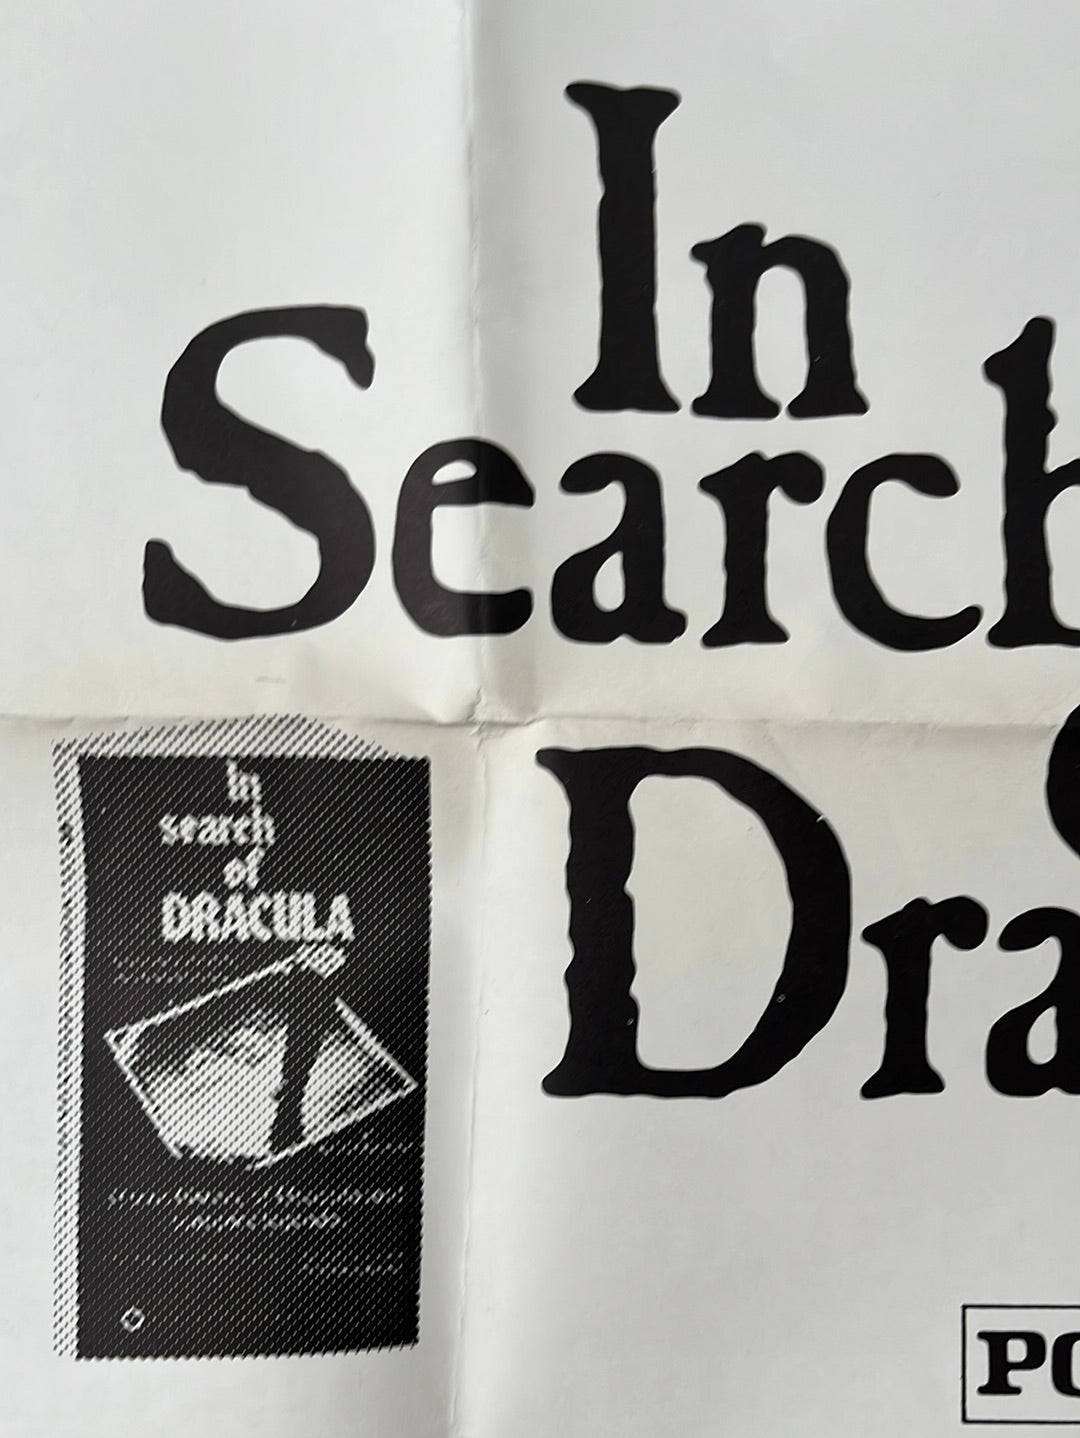 In
Search
Dra
In
search
of
DRACULA
PO